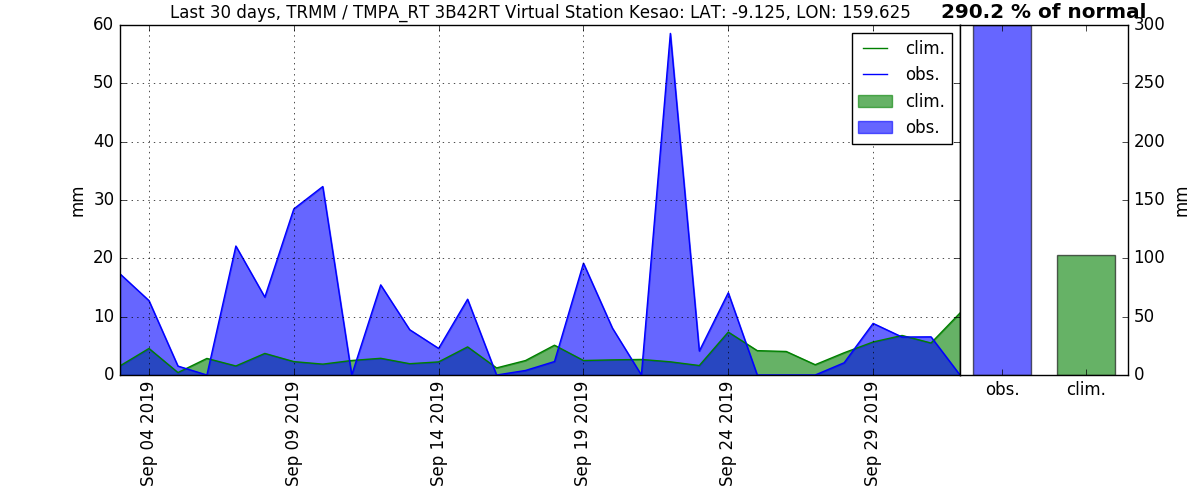 Last 30 days, TRMM / TMPA_RT 3B42RT Virtual Station Kesao: LAT: -9.125, LON: 159.625
290.2 % of normal
60
50
40
30
20
10
0
mm
clim.
obs.
clim.
obs.
300
250
200
150
100
50
0
mm
Sep 04 2019
Sep 09 2019
Sep 14 2019
Sep 19 2019
Sep 24 2019
Sep 29 2019
obs.
clim.